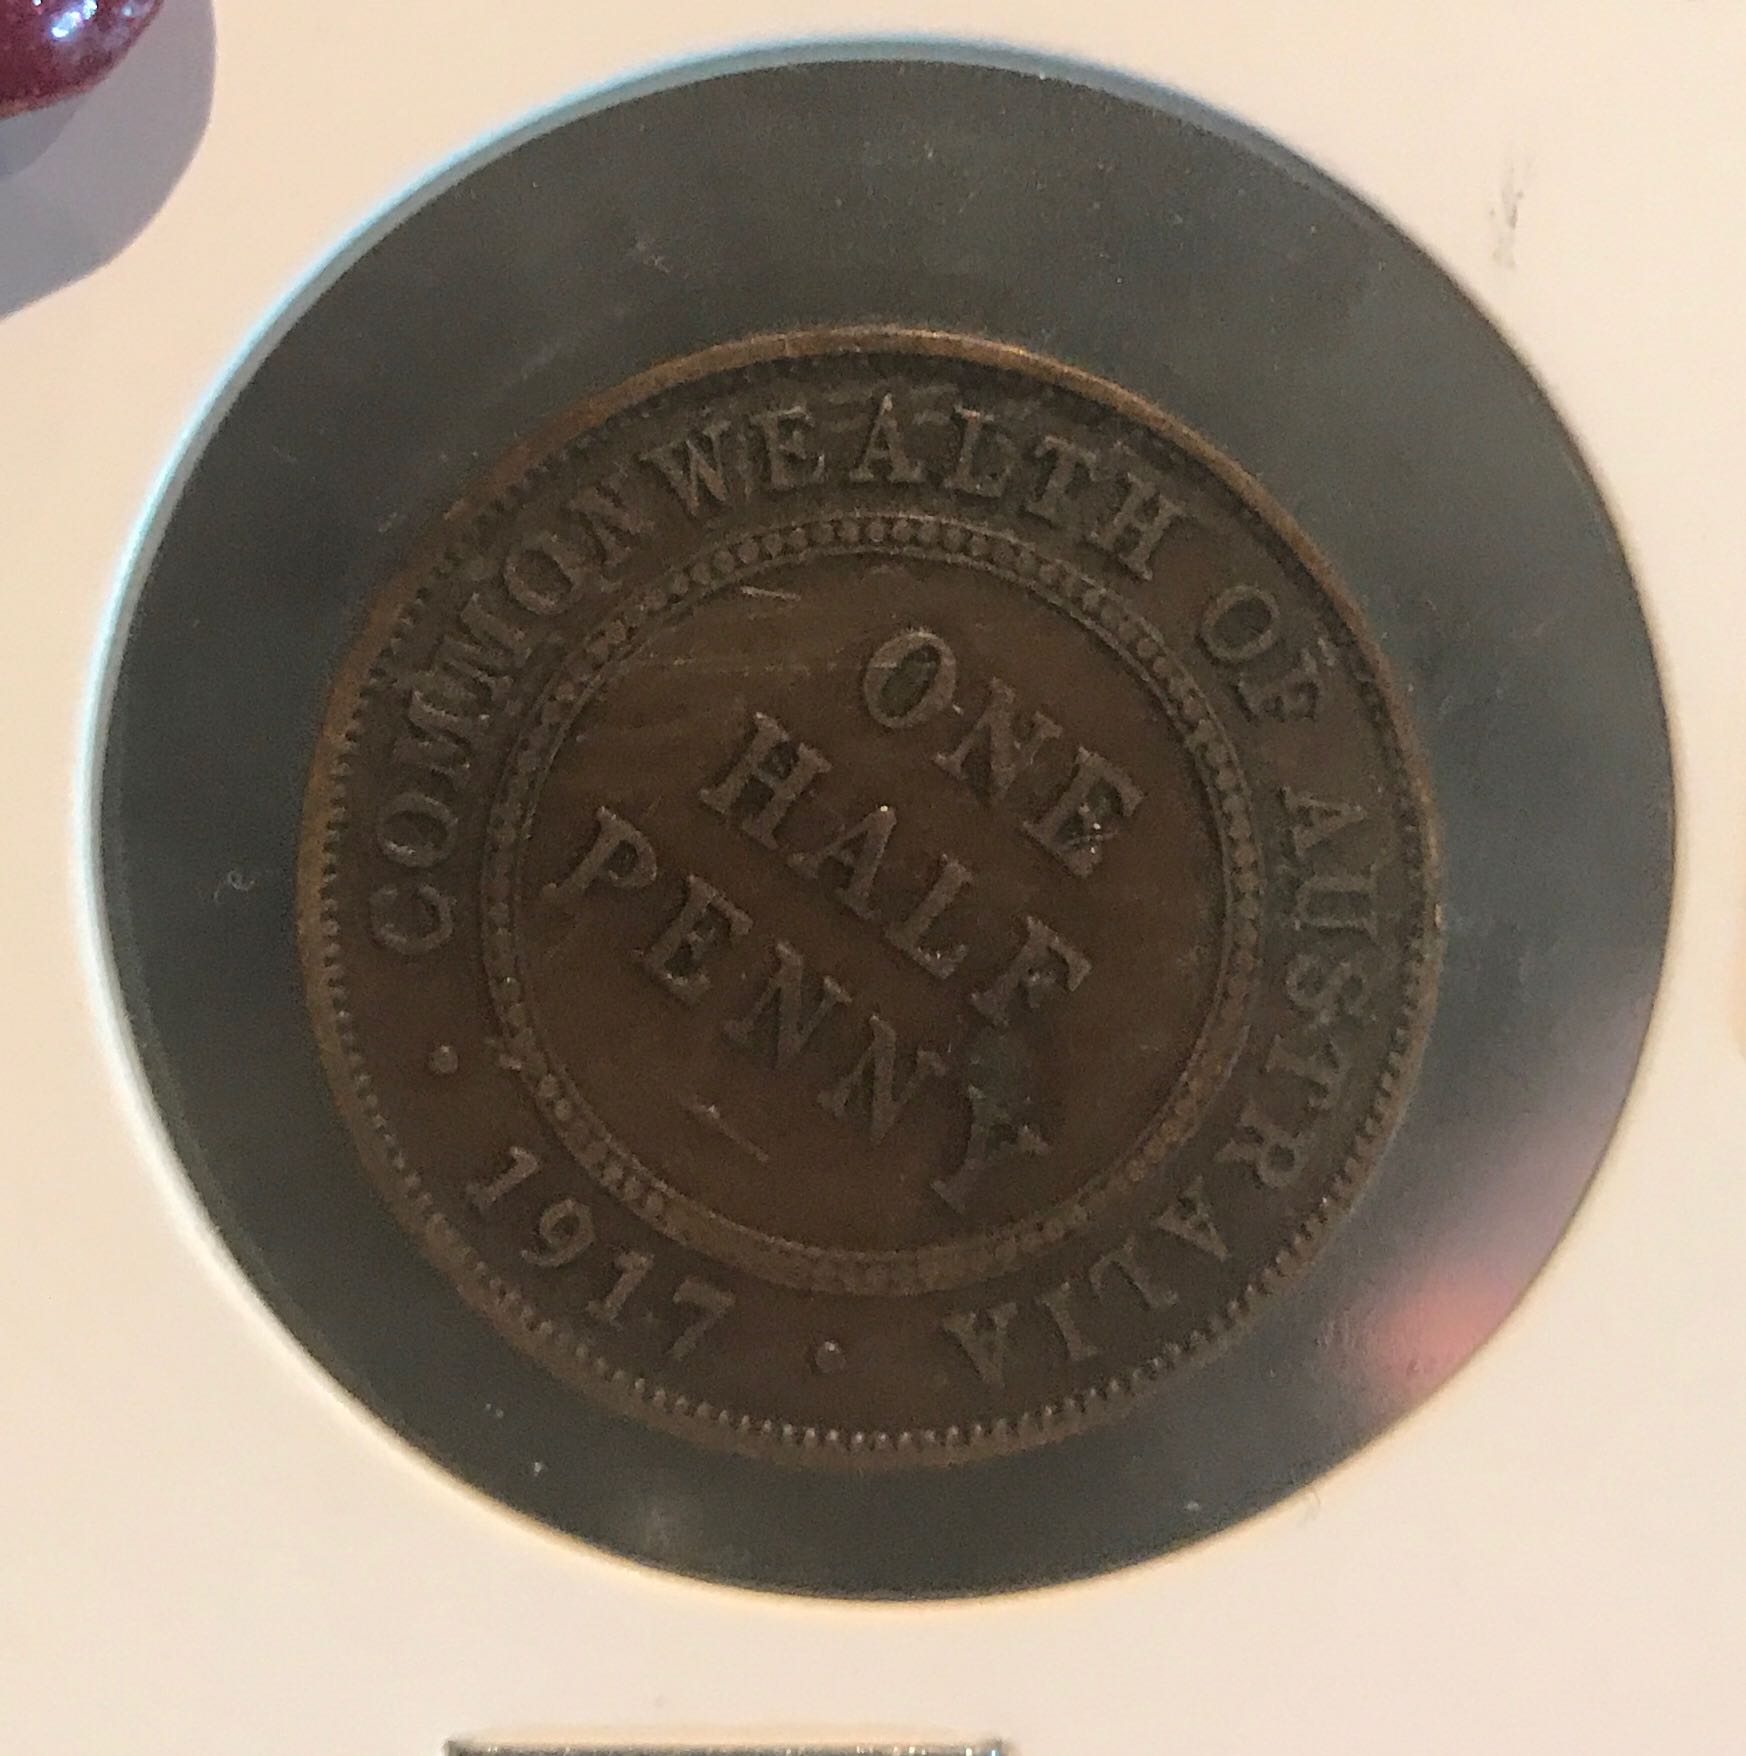 COMMONWEALTH OF AUSTRALIA
ONE
HALF
PENNY
· 1917 ·